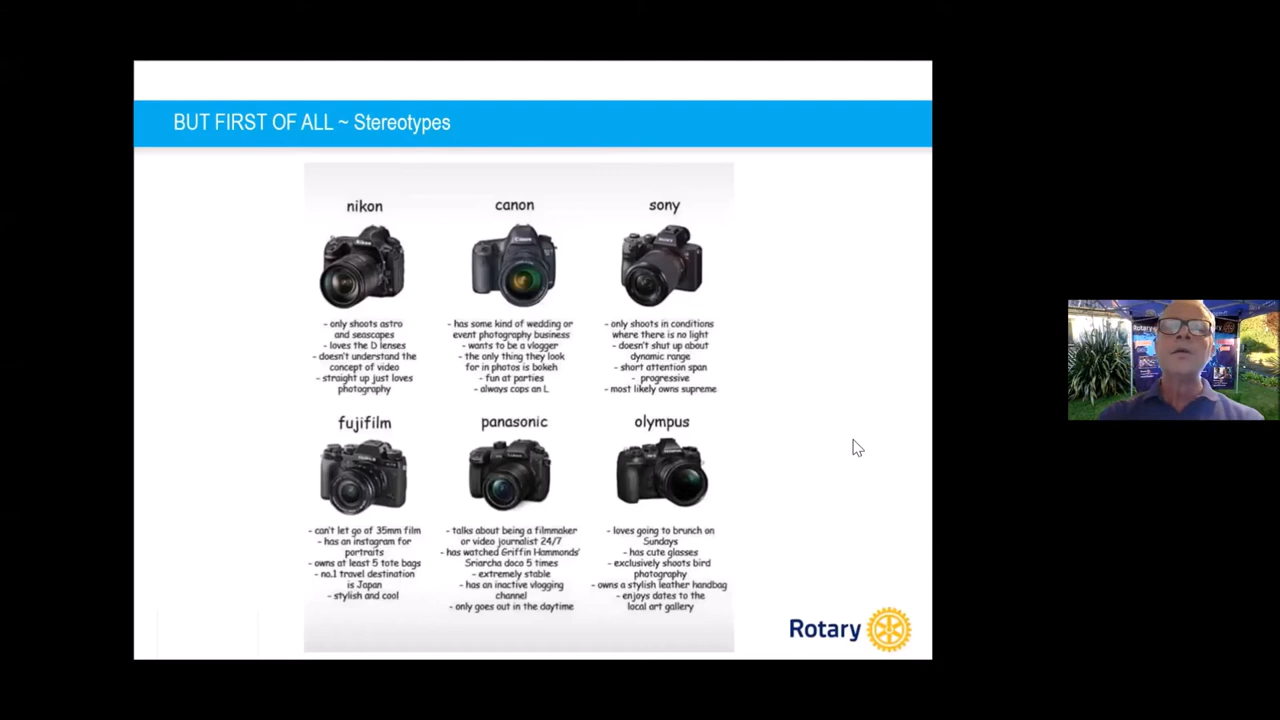 BUT FIRST OF ALL ~ Stereotypes
nikon
canon
sony
- only shoots astro
and seascapes
- loves the D lenses
- doesn't understand the
concept of video
- straight up just loves
photography
- has some kind of wedding or
event photography business
- wants to be a vlogger
- the only thing they look
for in photos is bokeh
- fun at parties
- always cops an L
- only shoots in conditions
where there is no light
- doesn't shut up about
dynamic range
- short attention span
- progressive
- most likely owns supreme
fujifilm
panasonic
olympus
- can't let go of 35mm film
- has an instagram for
portraits
- owns at least 5 tote bags
- no.1 travel destination
is Japan
- stylish and cool
- talks about being a filmmaker
or video journalist 24/7
- has watched Griffin Hammonds'
Sriarcha doco 5 times
- extremely stable
- has an inactive vlogging
channel
- only goes out in the daytime
- loves going to brunch on
Sundays
- has cute glasses
- exclusively shoots bird
photography
- owns a stylish leather handbag
- enjoys dates to the
local art gallery
Rotary
Rotary
Rotary